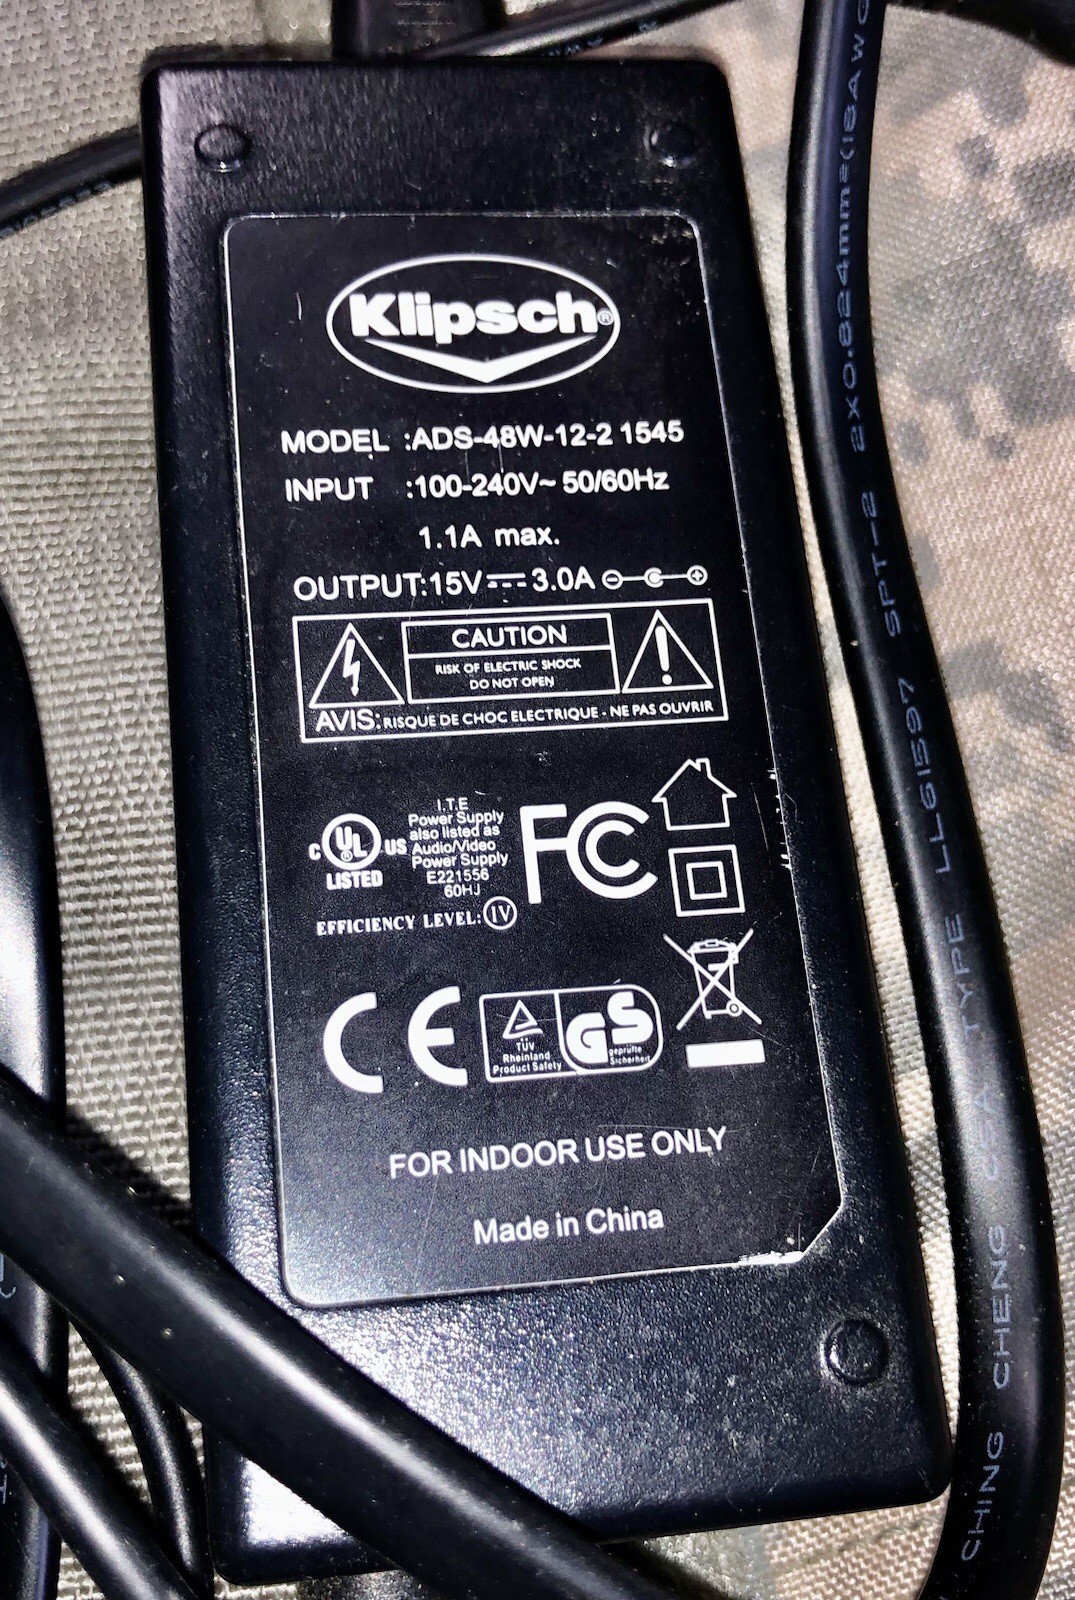 Klipsch®
MODEL :ADS-48W-12-2 1545
INPUT :100-240V~ 50/60Hz
1.1A max.
OUTPUT:15V⎓3.0A
CAUTION
RISK OF ELECTRIC SHOCK
DO NOT OPEN
AVIS: RISQUE DE CHOC ELECTRIQUE - NE PAS OUVRIR
C UL® US
LISTED
I.T.E
Power Supply
also listed as
Audio/Video
Power Supply
E221556
60HJ
EFFICIENCY LEVEL: IV
FC
CE
TÜV
Rheinland
Product Safety
GS
geprüfte
Sicherheit
FOR INDOOR USE ONLY
Made in China
CHING CHENG CSA TYPE LL61597 SPT-2 2X0.824mm²(18AWG